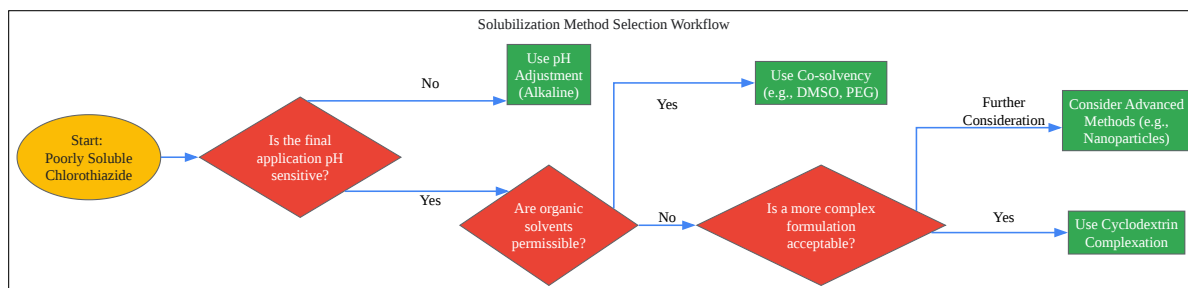 Solubilization Method Selection Workflow
Start:
Poorly Soluble
Chlorothiazide
Is the final
application pH
sensitive?
No
Use pH
Adjustment
(Alkaline)
Yes
Are organic
solvents
permissible?
Yes
Use Co-solvency
(e.g., DMSO, PEG)
No
Is a more complex
formulation
acceptable?
Further
Consideration
Consider Advanced
Methods (e.g.,
Nanoparticles)
Yes
Use Cyclodextrin
Complexation